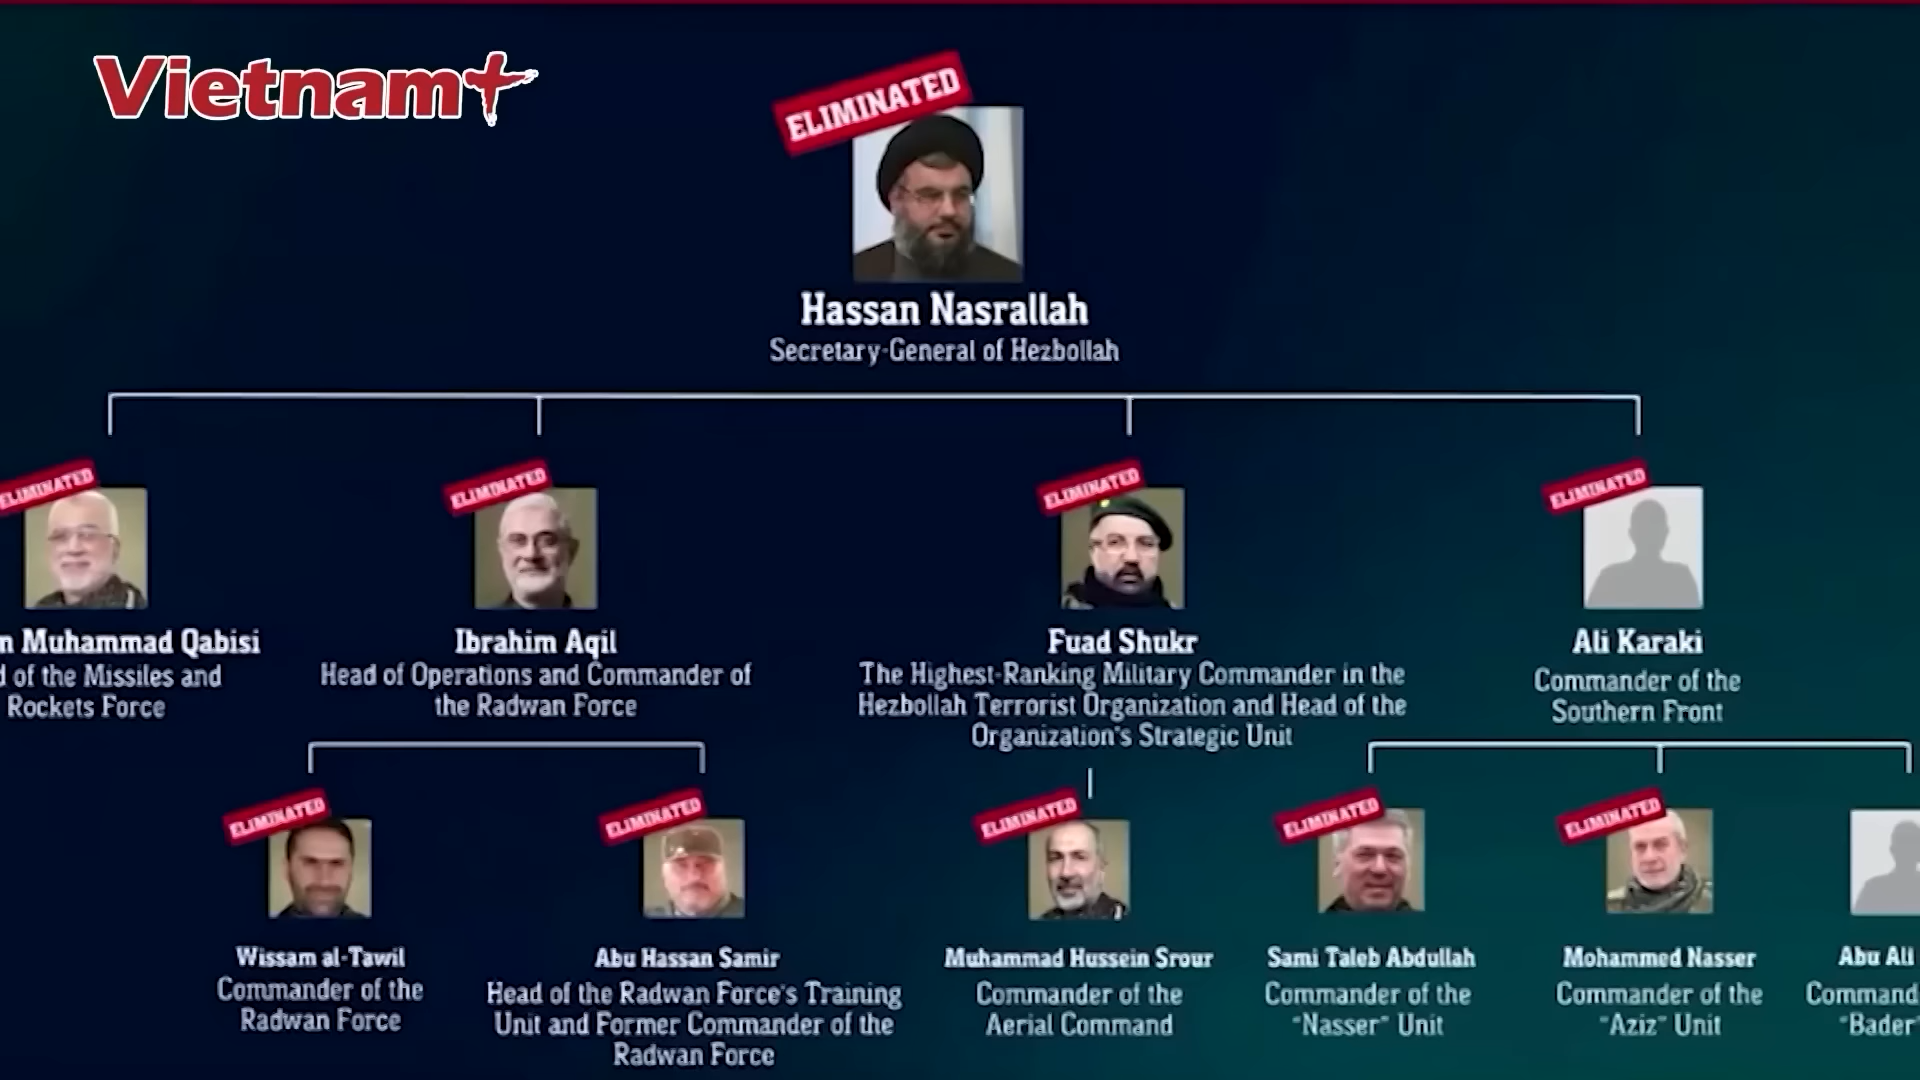 Vietnam+
ELIMINATED
Hassan Nasrallah
Secretary-General of Hezbollah
ELIMINATED
ELIMINATED
ELIMINATED
ELIMINATED
n Muhammad Qabisi
d of the Missiles and
Rockets Force
Ibrahim Aqil
Head of Operations and Commander of
the Radwan Force
Fuad Shukr
The Highest-Ranking Military Commander in the
Hezbollah Terrorist Organization and Head of the
Organization's Strategic Unit
Ali Karaki
Commander of the
Southern Front
ELIMINATED
ELIMINATED
ELIMINATED
ELIMINATED
ELIMINATED
Wissam al-Tawil
Commander of the
Radwan Force
Abu Hassan Samir
Head of the Radwan Force's Training
Unit and Former Commander of the
Radwan Force
Muhammad Hussein Srour
Commander of the
Aerial Command
Sami Taleb Abdullah
Commander of the
"Nasser" Unit
Mohammed Nasser
Commander of the
"Aziz" Unit
Abu Ali
Command
"Bader"